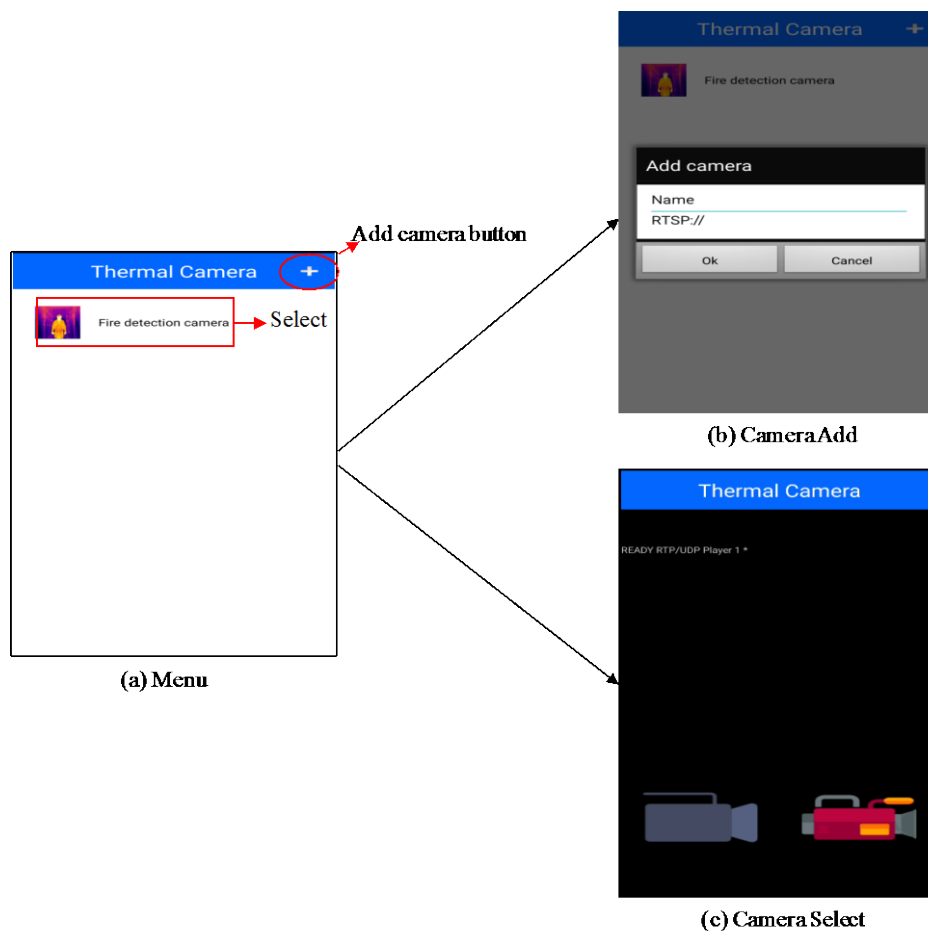 Thermal Camera +
Fire detection camera
Add camera
Name
RTSP://
Ok Cancel
(b) Camera Add
Add camera button
Thermal Camera +
Fire detection camera
Select
(a) Menu
Thermal Camera
READY RTP/UDP Player 1 *
(c) Camera Select